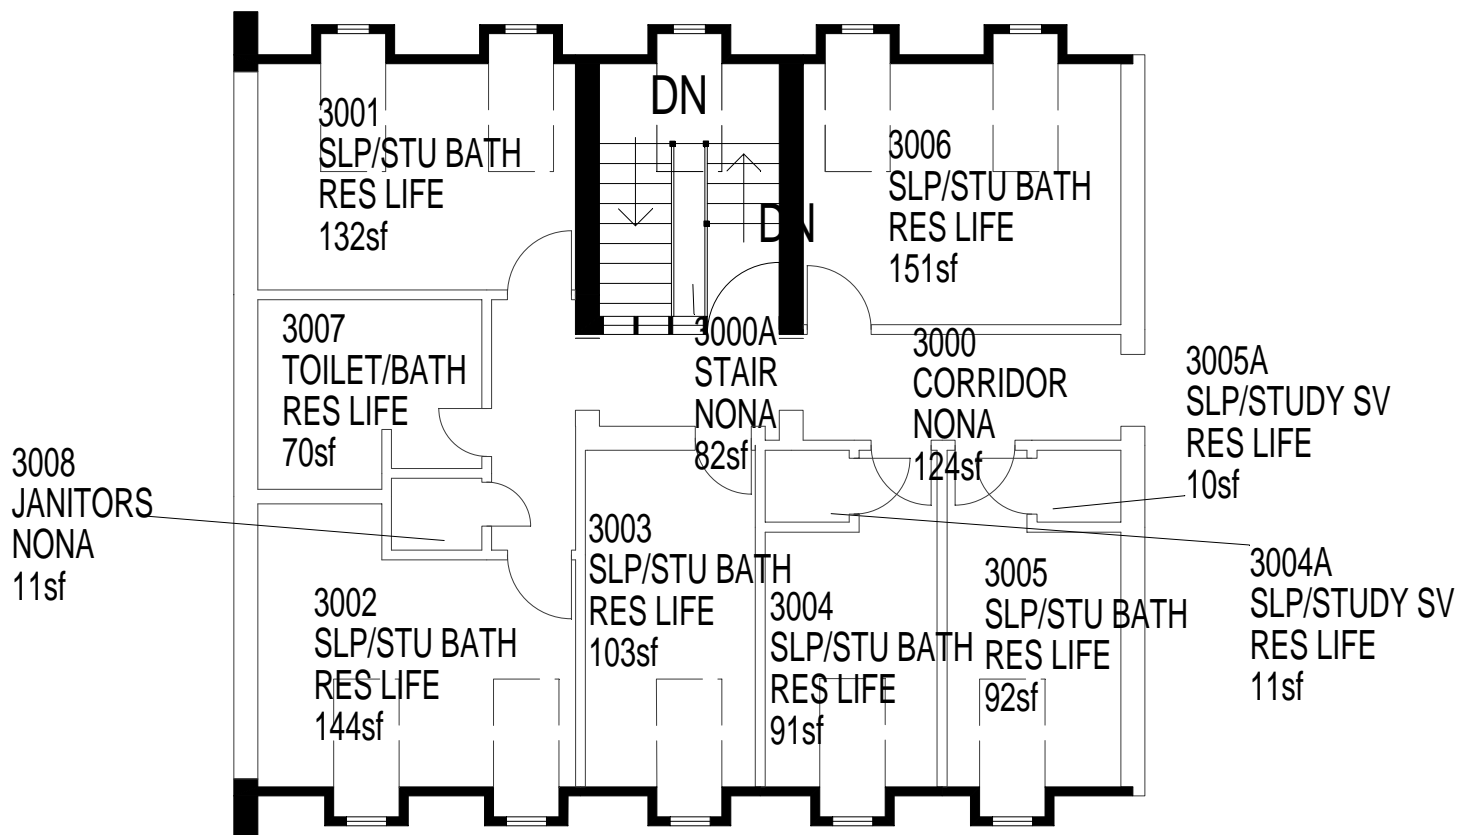 DN
3001
SLP/STU BATH
RES LIFE
132sf
3006
SLP/STU BATH
RES LIFE
151sf
DN
3007
TOILET/BATH
RES LIFE
70sf
3000A
STAIR
NONA
82sf
3000
CORRIDOR
NONA
124sf
3005A
SLP/STUDY SV
RES LIFE
10sf
3008
JANITORS
NONA
11sf
3003
SLP/STU BATH
RES LIFE
103sf
3002
SLP/STU BATH
RES LIFE
144sf
3004
SLP/STU BATH
RES LIFE
91sf
3005
SLP/STU BATH
RES LIFE
92sf
3004A
SLP/STUDY SV
RES LIFE
11sf